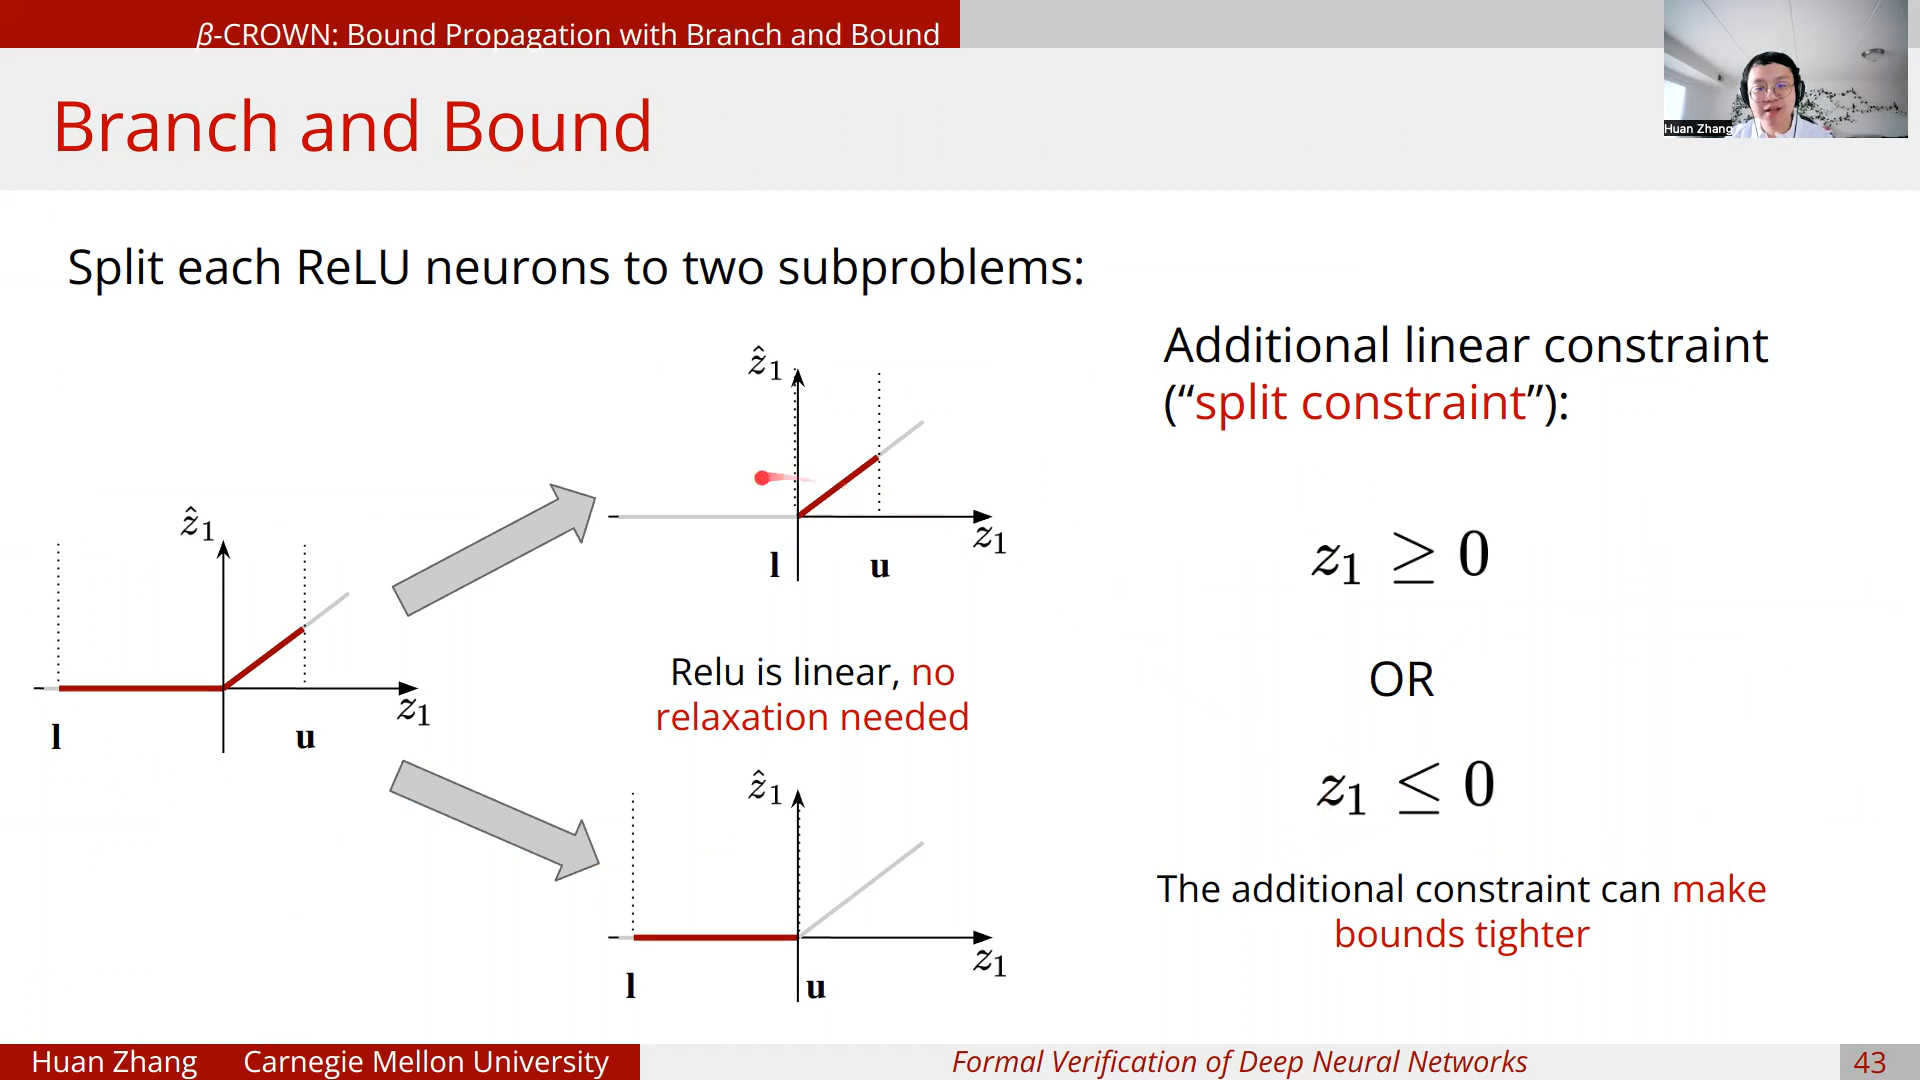 β-CROWN: Bound Propagation with Branch and Bound
Huan Zhang
Branch and Bound
Split each ReLU neurons to two subproblems:
Additional linear constraint
(“split constraint”):
ẑ₁
z₁
l
u
ẑ₁
z₁
l
u
Relu is linear, no
relaxation needed
ẑ₁
z₁
l
u
z₁ ≥ 0
OR
z₁ ≤ 0
The additional constraint can make
bounds tighter
Huan Zhang Carnegie Mellon University
Formal Verification of Deep Neural Networks
43